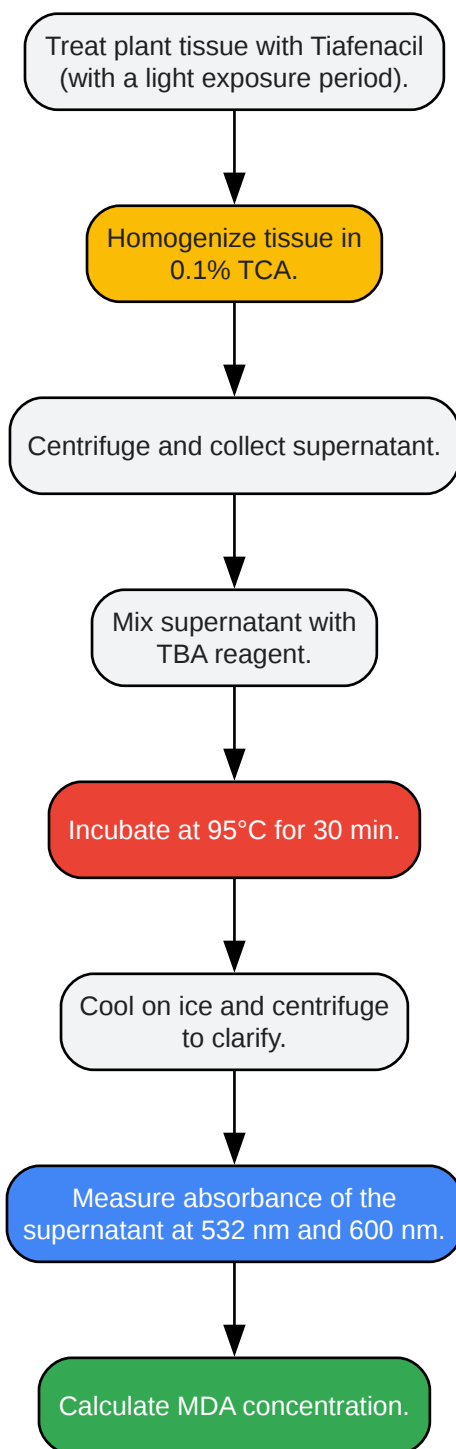 Treat plant tissue with Tiafenacil
(with a light exposure period).
Homogenize tissue in
0.1% TCA.
Centrifuge and collect supernatant.
Mix supernatant with
TBA reagent.
Incubate at 95°C for 30 min.
Cool on ice and centrifuge
to clarify.
Measure absorbance of the
supernatant at 532 nm and 600 nm.
Calculate MDA concentration.